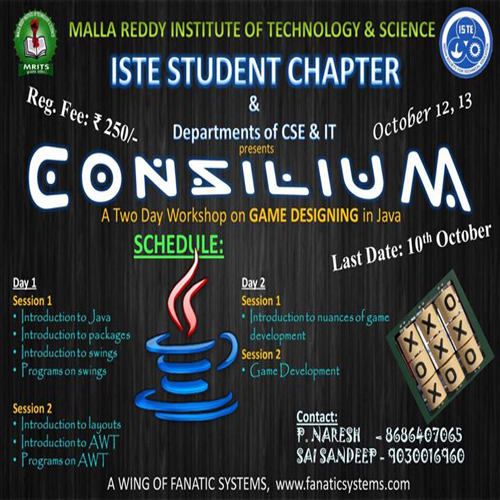 MALLA REDDY INSTITUTE OF TECHNOLOGY & SCIENCE
MRITS
ISTE
ISTE STUDENT CHAPTER
&
Departments of CSE & IT
presents
Reg. Fee: ₹ 250/-
October 12, 13
CONSILIUM
A Two Day Workshop on GAME DESIGNING in Java
SCHEDULE:
Last Date: 10th October
Day 1
Session 1
• Introduction to Java
• Introduction to packages
• Introduction to swings
• Programs on swings
Session 2
• Introduction to layouts
• Introduction to AWT
• Programs on AWT
Day 2
Session 1
• Introduction to nuances of game
development
Session 2
• Game Development
Contact:
P. NARESH - 8686407065
SAI SANDEEP - 9030016960
A WING OF FANATIC SYSTEMS, www.fanaticsystems.com